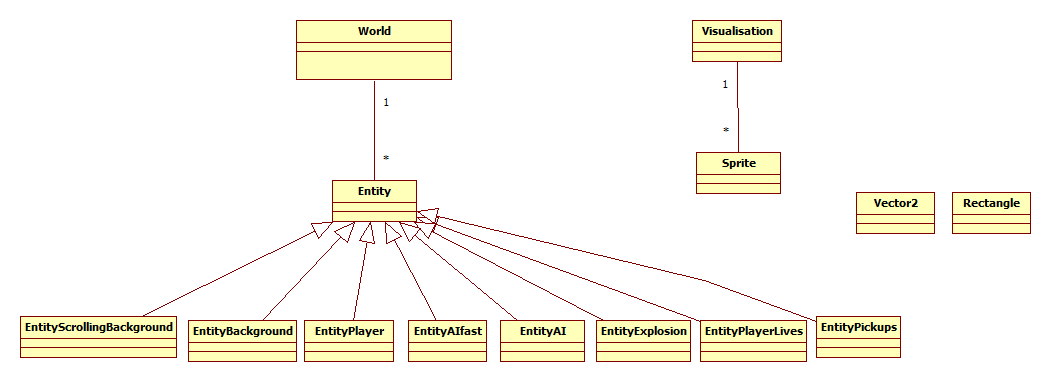 World
Visualisation
1
1
*
*
Sprite
Entity
Vector2
Rectangle
EntityScrollingBackground
EntityBackground
EntityPlayer
EntityAIfast
EntityAI
EntityExplosion
EntityPlayerLives
EntityPickups